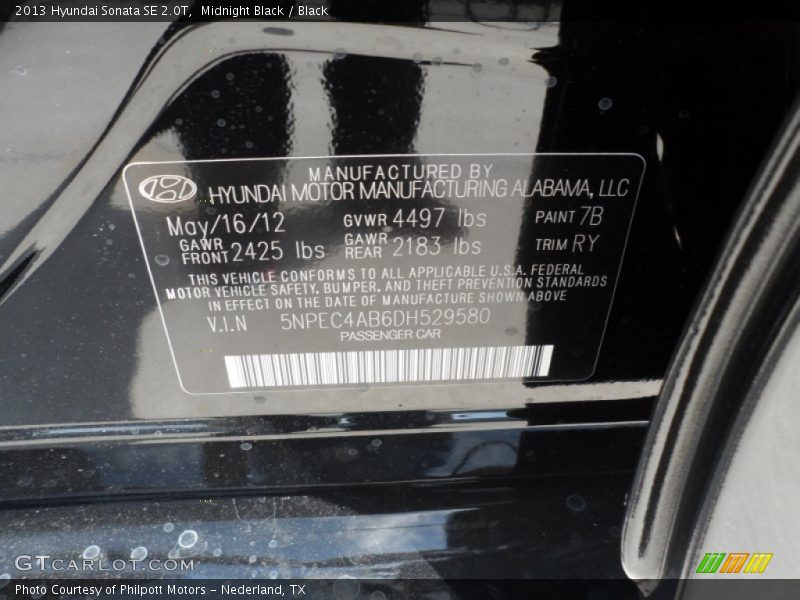 2013 Hyundai Sonata SE 2.0T, Midnight Black / Black
MANUFACTURED BY
HYUNDAI MOTOR MANUFACTURING ALABAMA, LLC
May/16/12 GVWR 4497 lbs PAINT 7B
GAWR FRONT 2425 lbs GAWR REAR 2183 lbs TRIM RY
THIS VEHICLE CONFORMS TO ALL APPLICABLE U.S.A. FEDERAL
MOTOR VEHICLE SAFETY, BUMPER, AND THEFT PREVENTION STANDARDS
IN EFFECT ON THE DATE OF MANUFACTURE SHOWN ABOVE
V.I.N 5NPEC4AB6DH529580
PASSENGER CAR
GTCARLOT.COM
Photo Courtesy of Philpott Motors - Nederland, TX